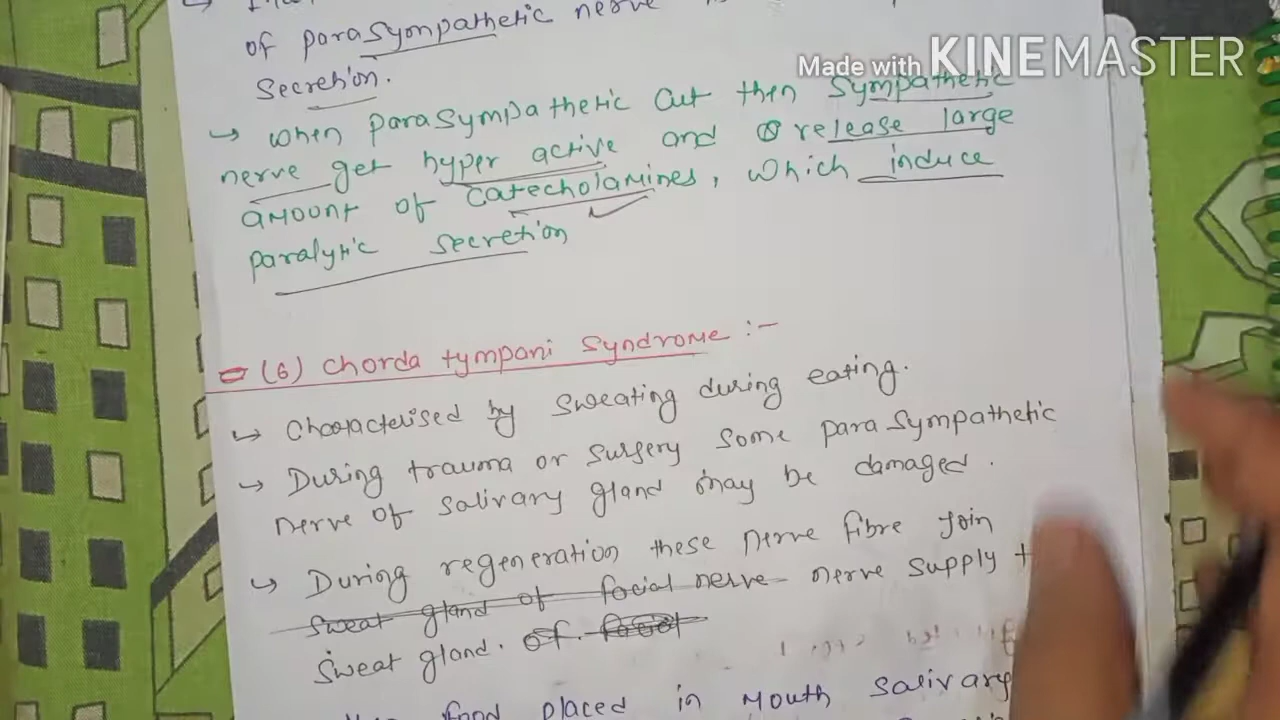 of parasympathetic nerve
Secretion.
Made with KINEMASTER
→ When parasympathetic cut then sympathetic
nerve get hyper active and release large
amount of catecholamines, which induce
paralytic secretion
(6) Chorda tympani Syndrome :-
→ Characterised by sweating during eating.
→ During trauma or surgery some parasympathetic
nerve of salivary gland may be damaged.
→ During regeneration these nerve fibre join
sweat gland of facial nerve nerve supply
sweat gland. of
food placed in mouth salivary